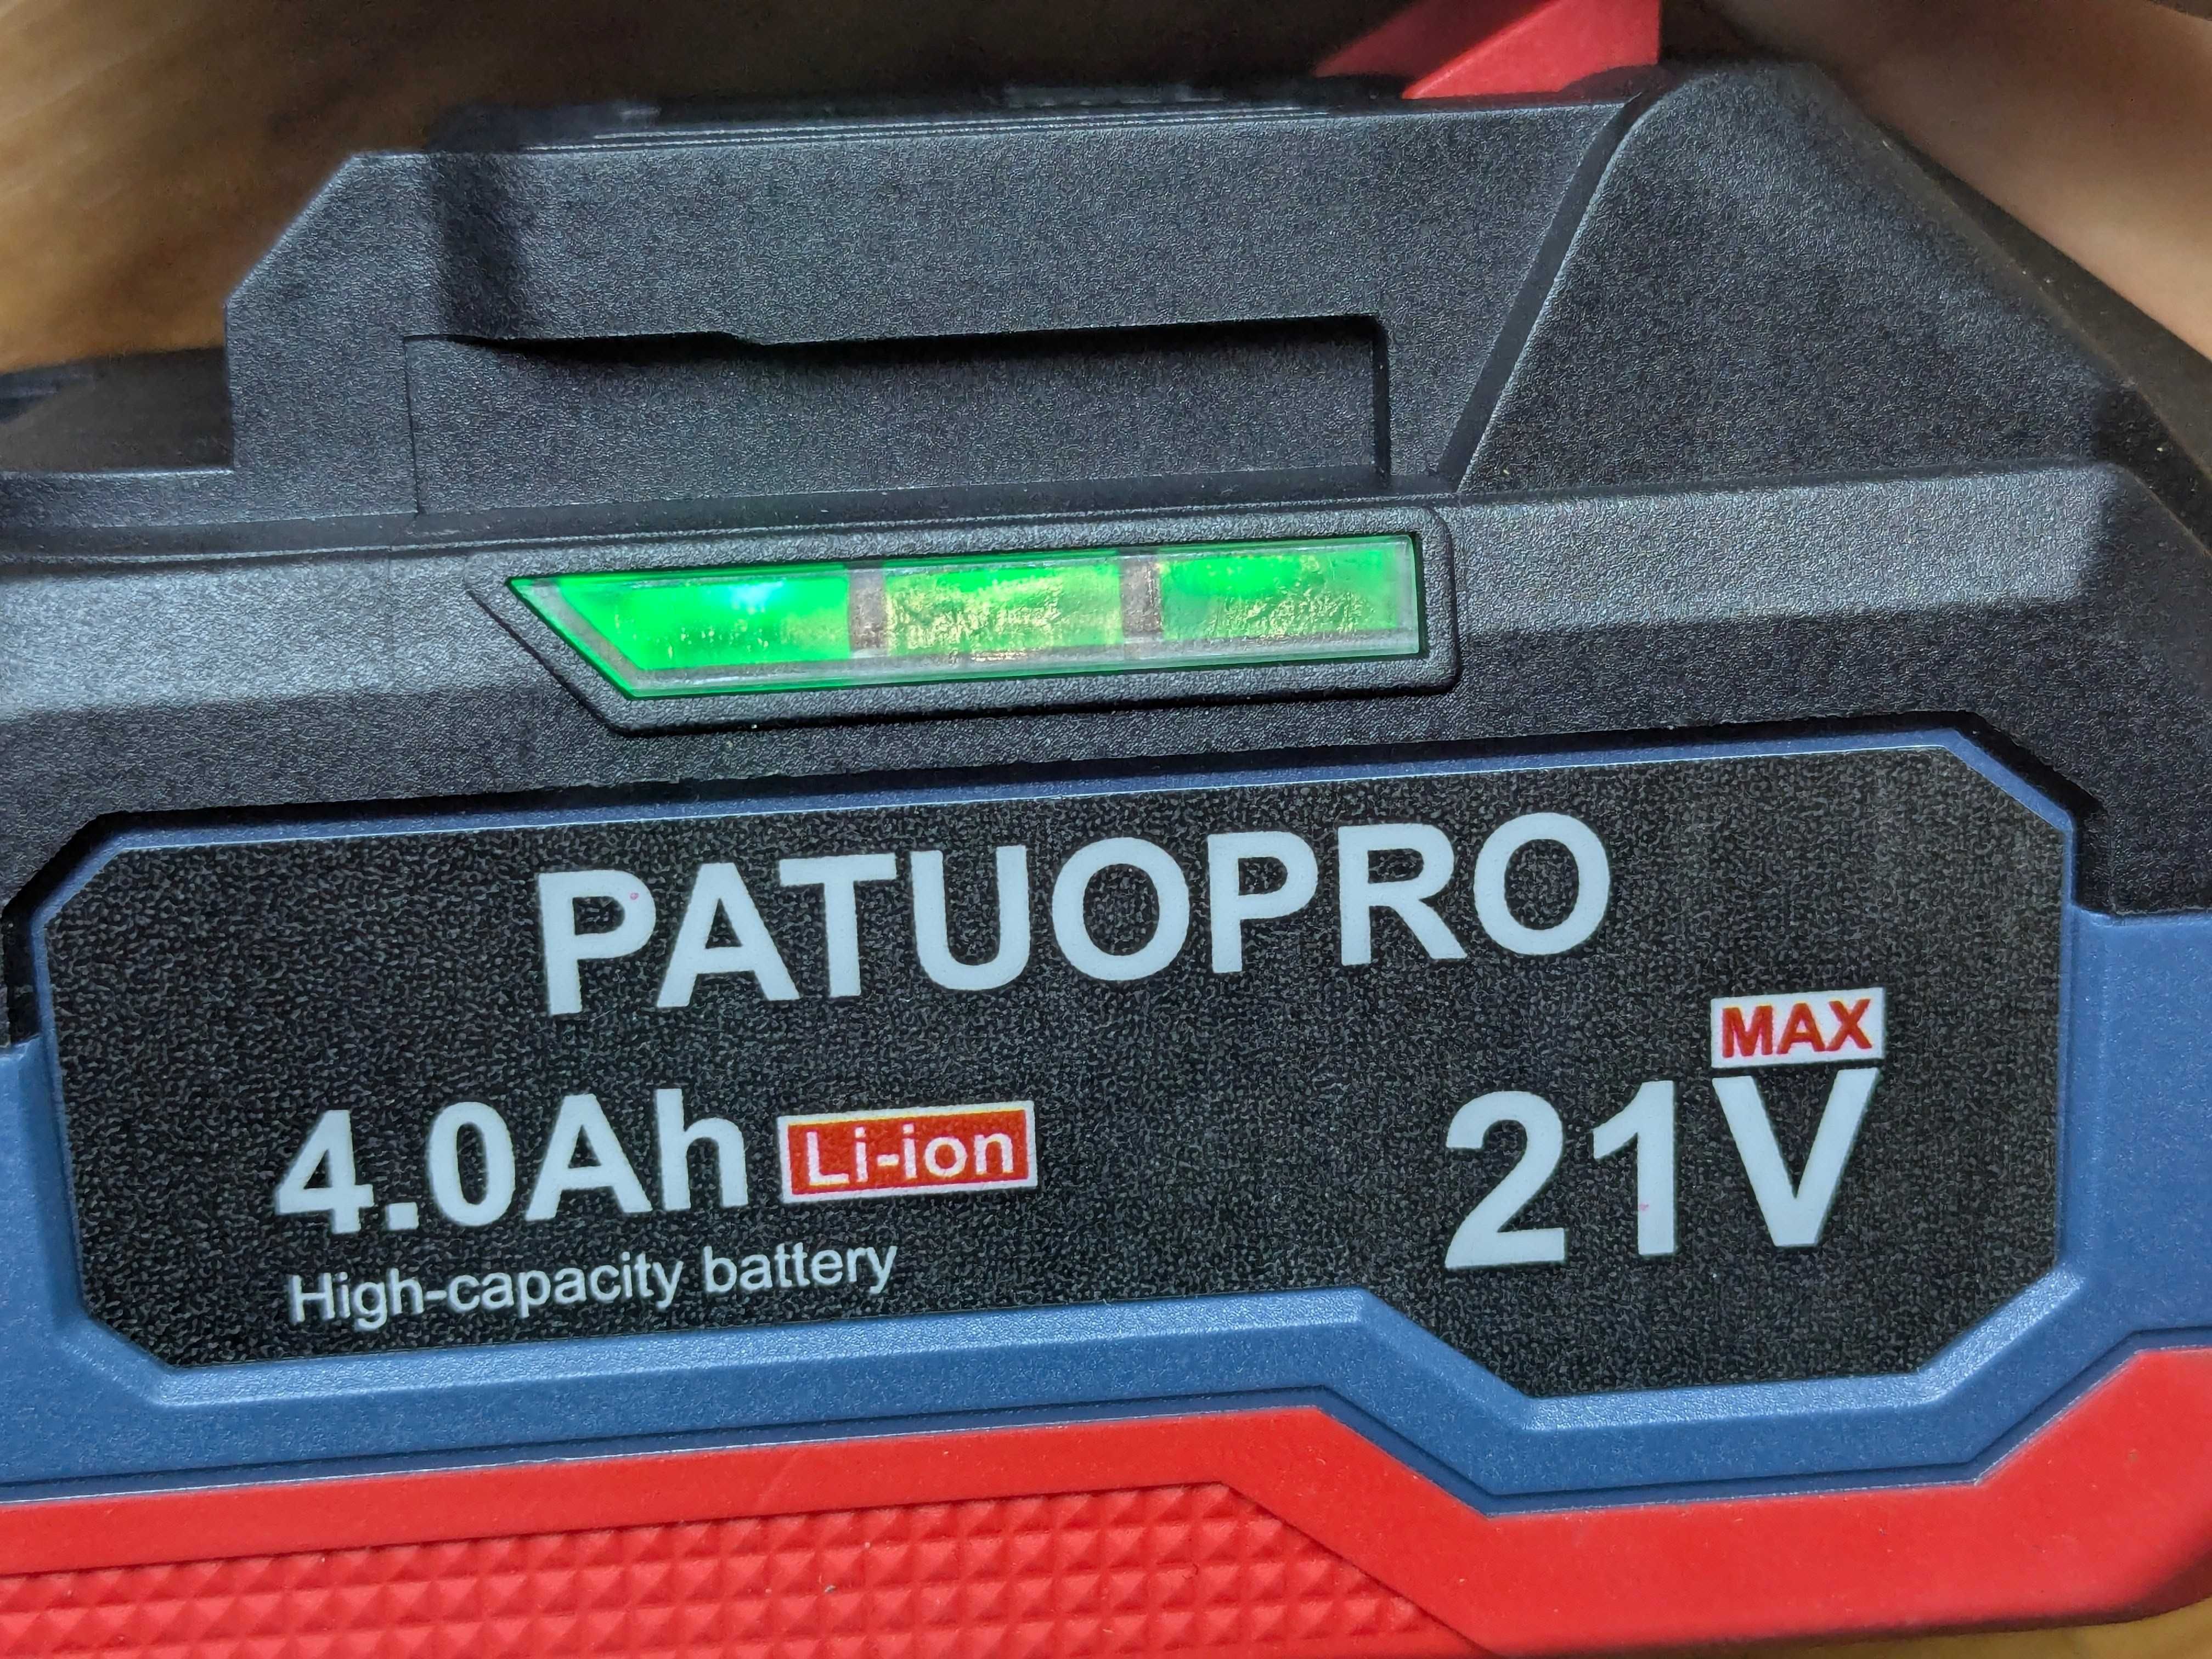 PATUOPRO
4.0Ah Li-ion
High-capacity battery
MAX
21V